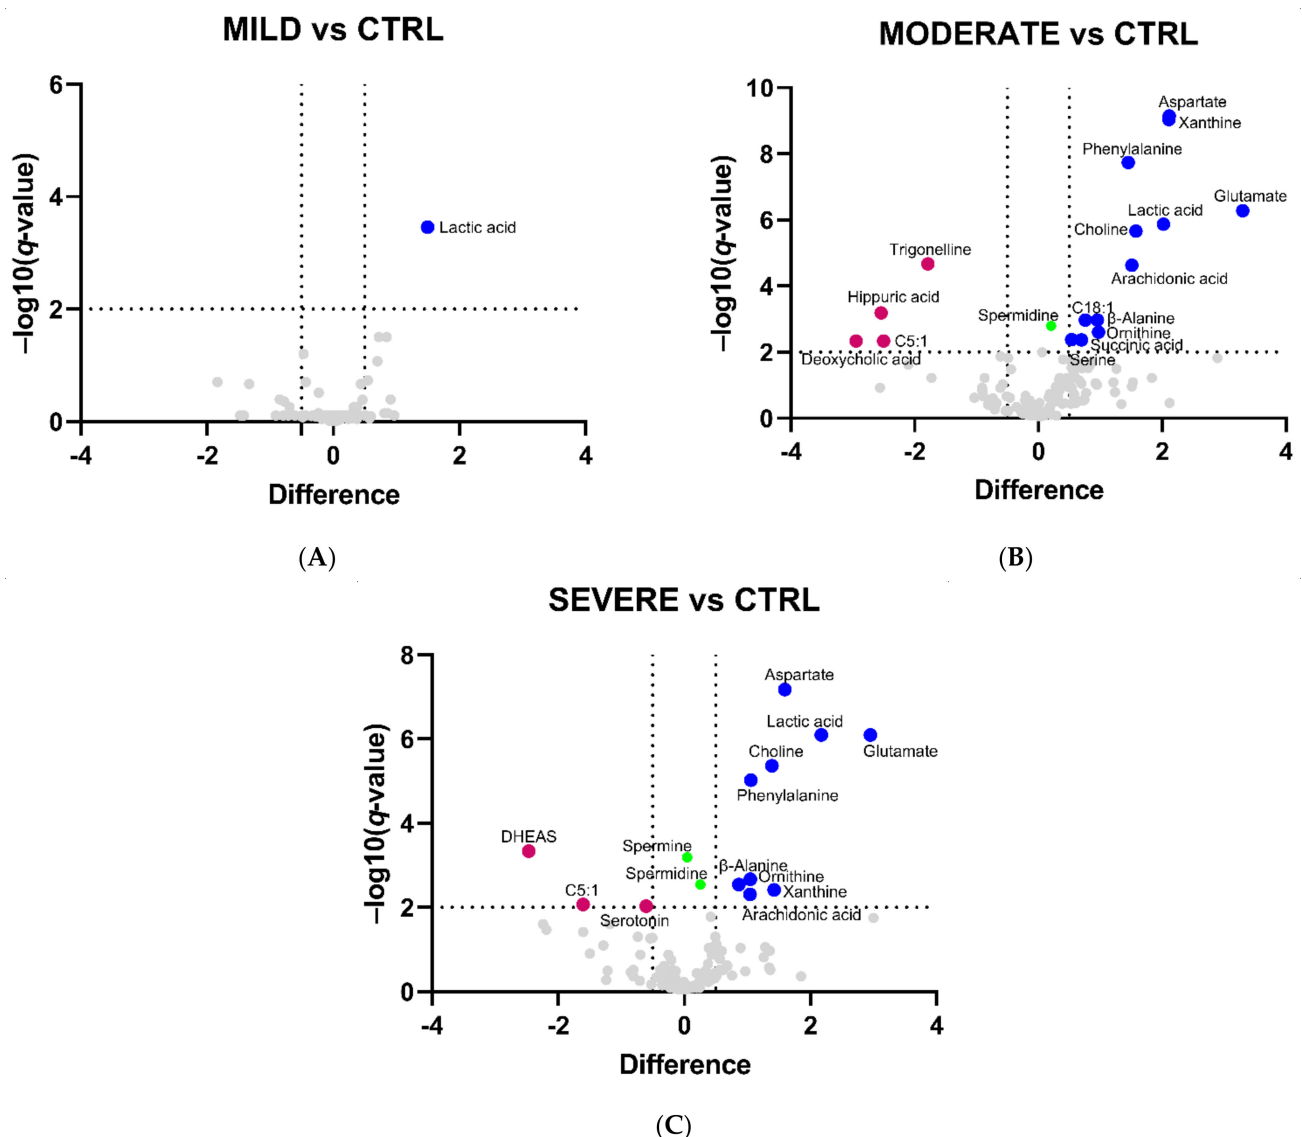 MILD vs CTRL
6
4
2
0
-4
-2
0
2
4
–log10(q-value)
Lactic acid
Difference
(A)
MODERATE vs CTRL
10
8
6
4
2
0
-4
-2
0
2
4
–log10(q-value)
Aspartate
Xanthine
Phenylalanine
Glutamate
Lactic acid
Choline
Trigonelline
Arachidonic acid
Hippuric acid
C18:1
Spermidine
β-Alanine
Ornithine
C5:1
Succinic acid
Deoxycholic acid
Serine
Difference
(B)
SEVERE vs CTRL
8
6
4
2
0
-4
-2
0
2
4
–log10(q-value)
Aspartate
Lactic acid
Choline
Glutamate
Phenylalanine
DHEAS
Spermine
β-Alanine
Spermidine
Ornithine
C5:1
Xanthine
Serotonin
Arachidonic acid
Difference
(C)